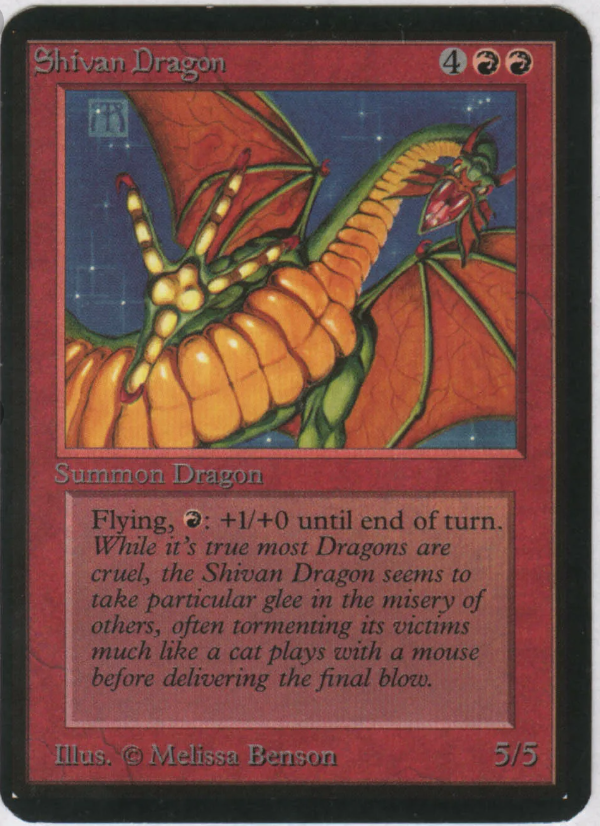 Shivan Dragon 4
Summon Dragon
Flying, : +1/+0 until end of turn.
While it's true most Dragons are
cruel, the Shivan Dragon seems to
take particular glee in the misery of
others, often tormenting its victims
much like a cat plays with a mouse
before delivering the final blow.
Illus. © Melissa Benson 5/5